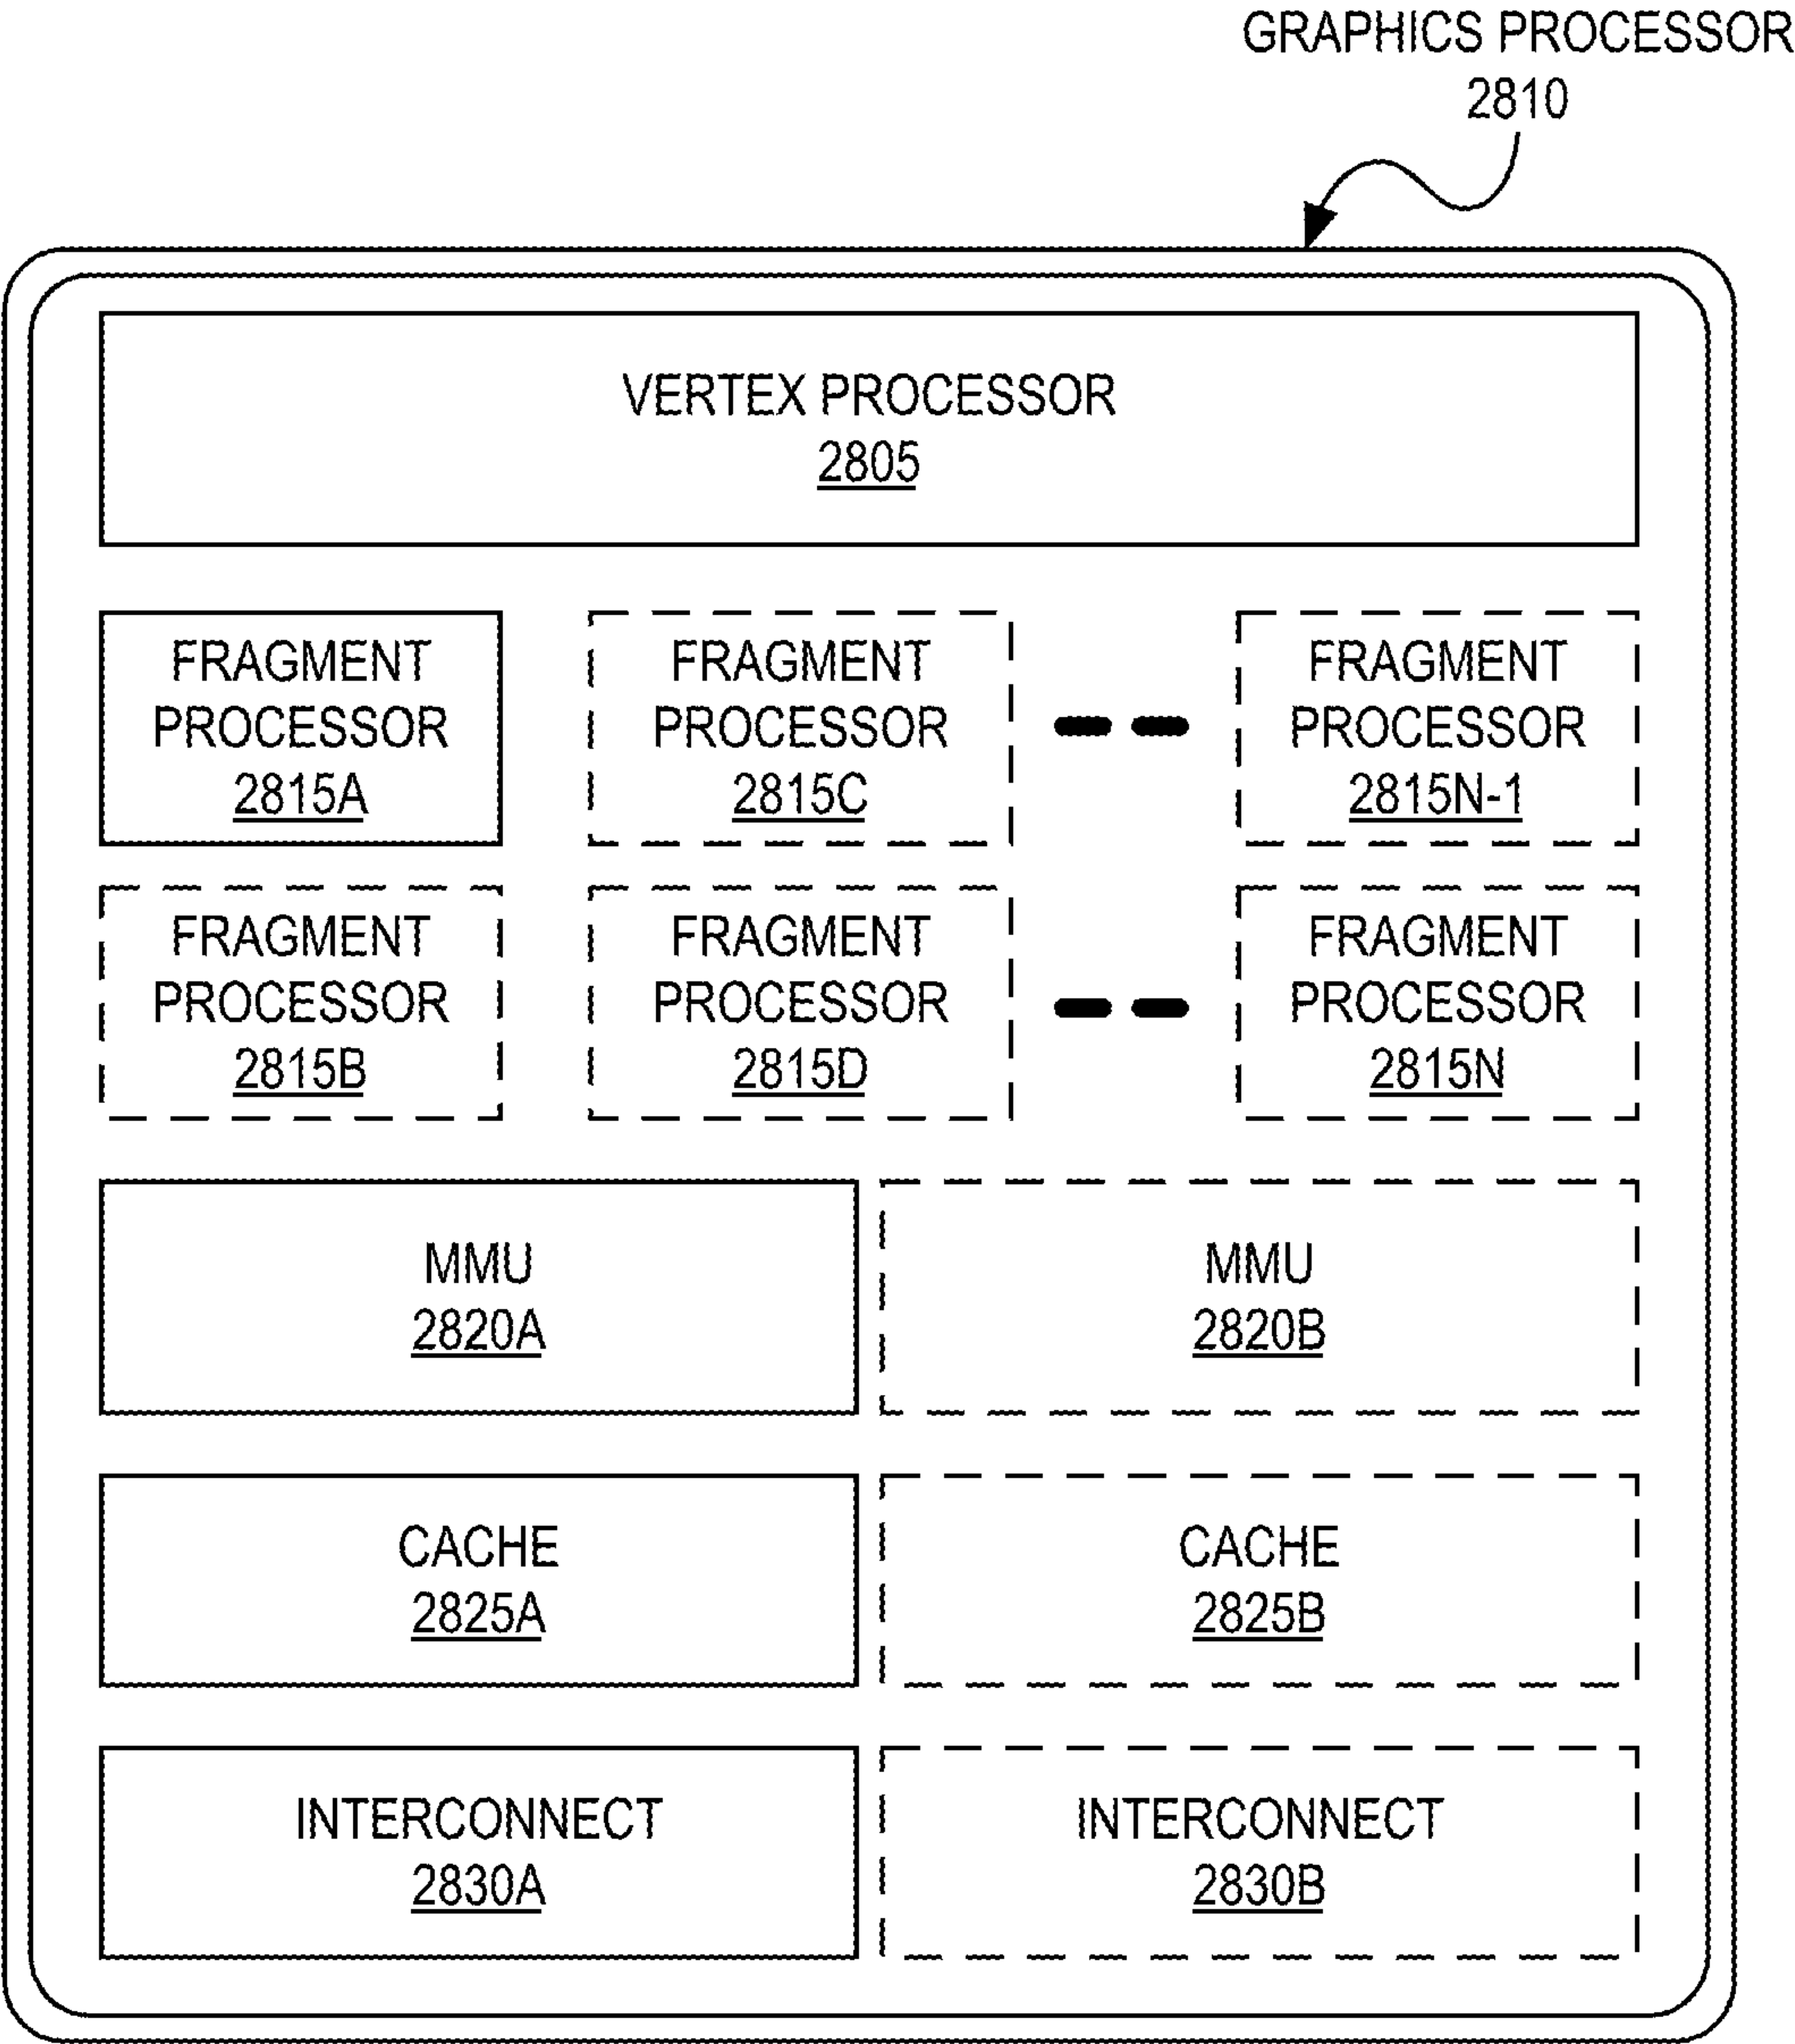 GRAPHICS PROCESSOR
2810
VERTEX PROCESSOR
2805
FRAGMENT
PROCESSOR
2815A
FRAGMENT
PROCESSOR
2815C
FRAGMENT
PROCESSOR
2815N-1
FRAGMENT
PROCESSOR
2815B
FRAGMENT
PROCESSOR
2815D
FRAGMENT
PROCESSOR
2815N
MMU
2820A
MMU
2820B
CACHE
2825A
CACHE
2825B
INTERCONNECT
2830A
INTERCONNECT
2830B